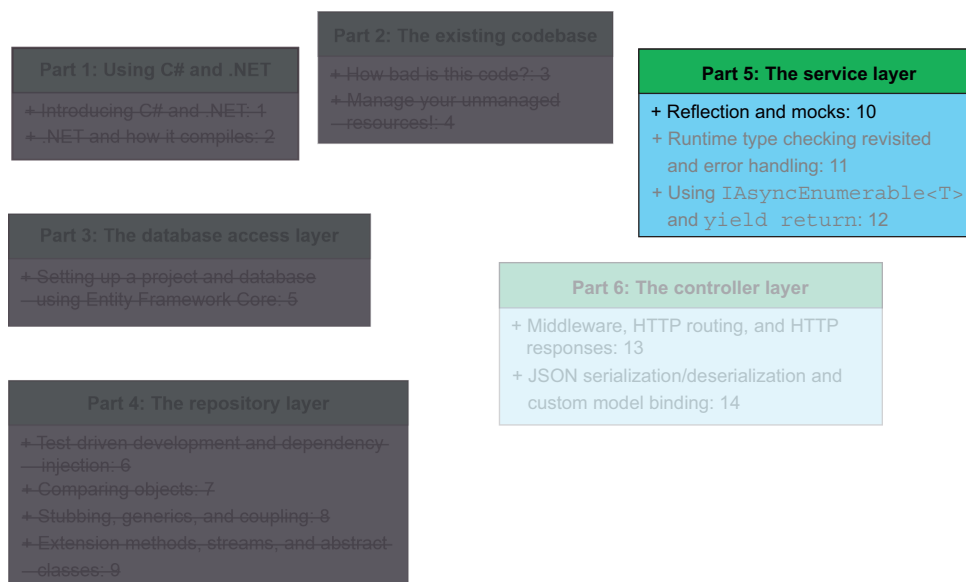 Part 1: Using C# and .NET
+ Introducing C# and .NET: 1
+ .NET and how it compiles: 2
Part 2: The existing codebase
+ How bad is this code?: 3
+ Manage your unmanaged
resources!: 4
Part 3: The database access layer
+ Setting up a project and database
using Entity Framework Core: 5
Part 4: The repository layer
+ Test-driven development and dependency
injection: 6
+ Comparing objects: 7
+ Stubbing, generics, and coupling: 8
+ Extension methods, streams, and abstract
classes: 9
Part 5: The service layer
+ Reflection and mocks: 10
+ Runtime type checking revisited
and error handling: 11
+ Using IAsyncEnumerable<T>
and yield return: 12
Part 6: The controller layer
+ Middleware, HTTP routing, and HTTP
responses: 13
+ JSON serialization/deserialization and
custom model binding: 14